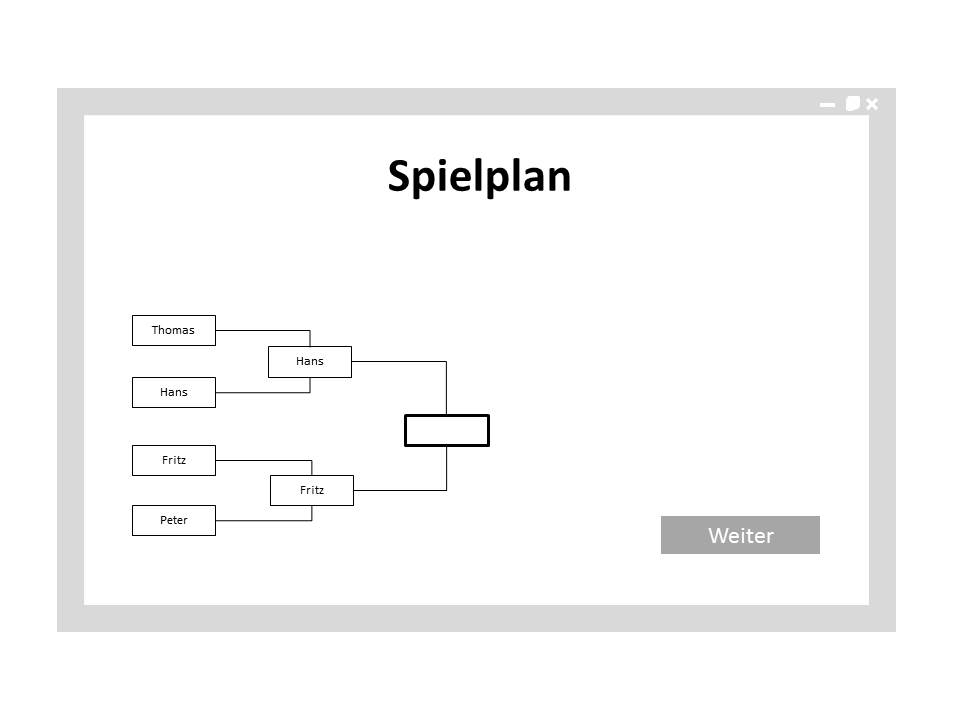 Spielplan
Thomas
Hans
Hans
Fritz
Fritz
Peter
Weiter